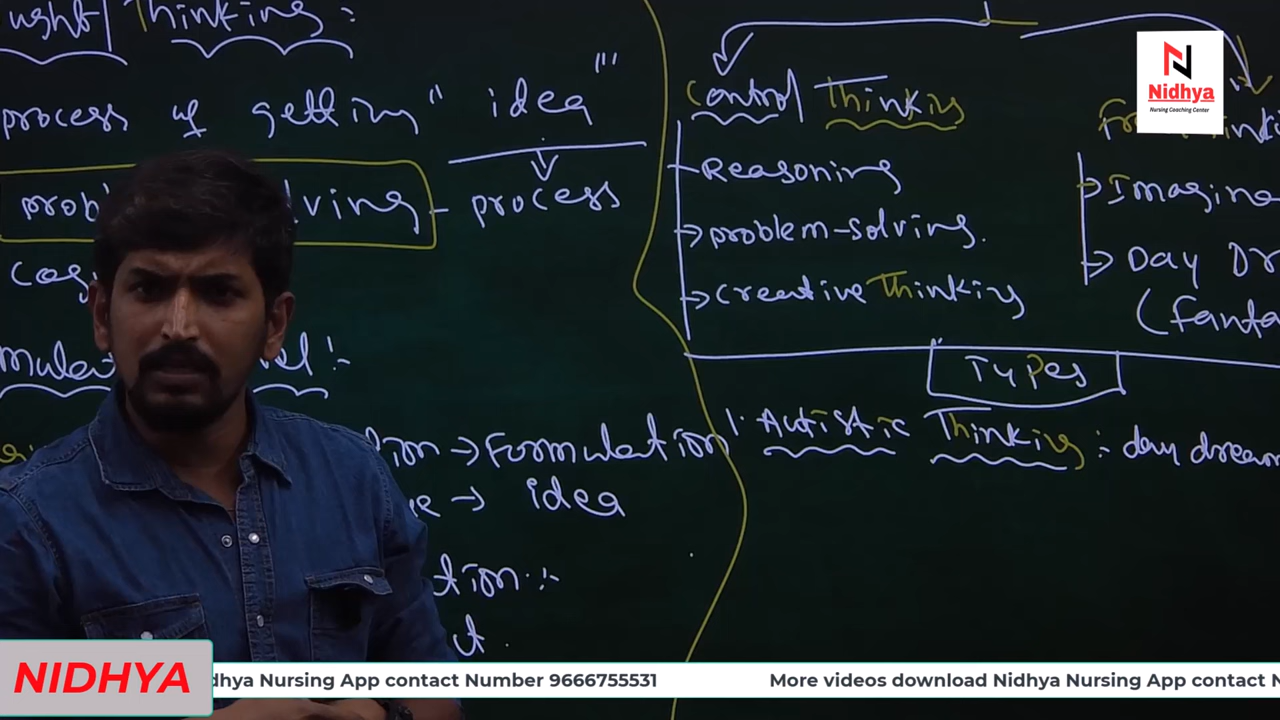 ught Thinking:
process of getting " idea "
solving - process
Formulation
→ idea
Control Thinking
Reasoning
→ problem-solving.
→ Creative Thinking
Imagine
Day Dr
(fanta
Types
1. Autistic Thinking :- day dream
Nidhya
Nursing Coaching Center
NIDHYA
dhya Nursing App contact Number 9666755531
More videos download Nidhya Nursing App contact N